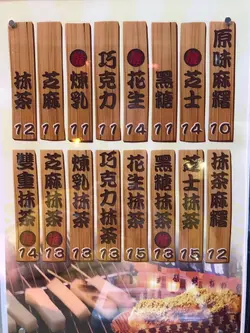 原味麻糬
10
芝士
14
黑糖
11
花生
14
巧克力
11
煉乳
11
芝麻
11
抹茶
12
抹茶麻糬
12
芝士抹茶
15
黑糖抹茶
13
花生抹茶
15
巧克力抹茶
13
煉乳抹茶
13
芝麻抹茶
13
雙重抹茶
14